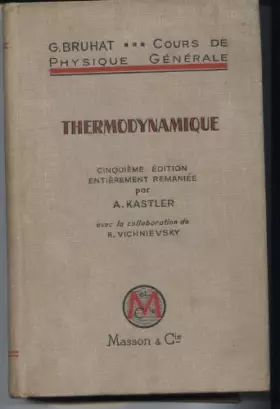 G. BRUHAT *** COURS DE
PHYSIQUE GÉNÉRALE
THERMODYNAMIQUE
CINQUIÈME ÉDITION
ENTIÈREMENT REMANIÉE
par
A. KASTLER
avec la collaboration de
R. VICHNIEVSKY
M
Masson & Cie